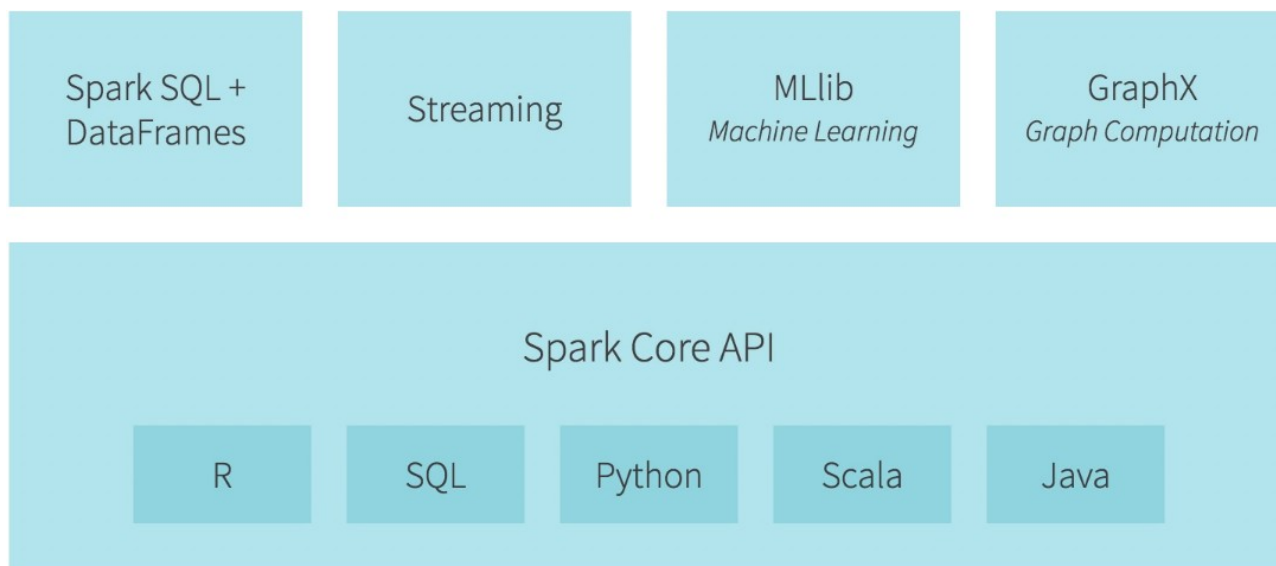 Spark SQL +
DataFrames
Streaming
MLlib
Machine Learning
GraphX
Graph Computation
Spark Core API
R
SQL
Python
Scala
Java